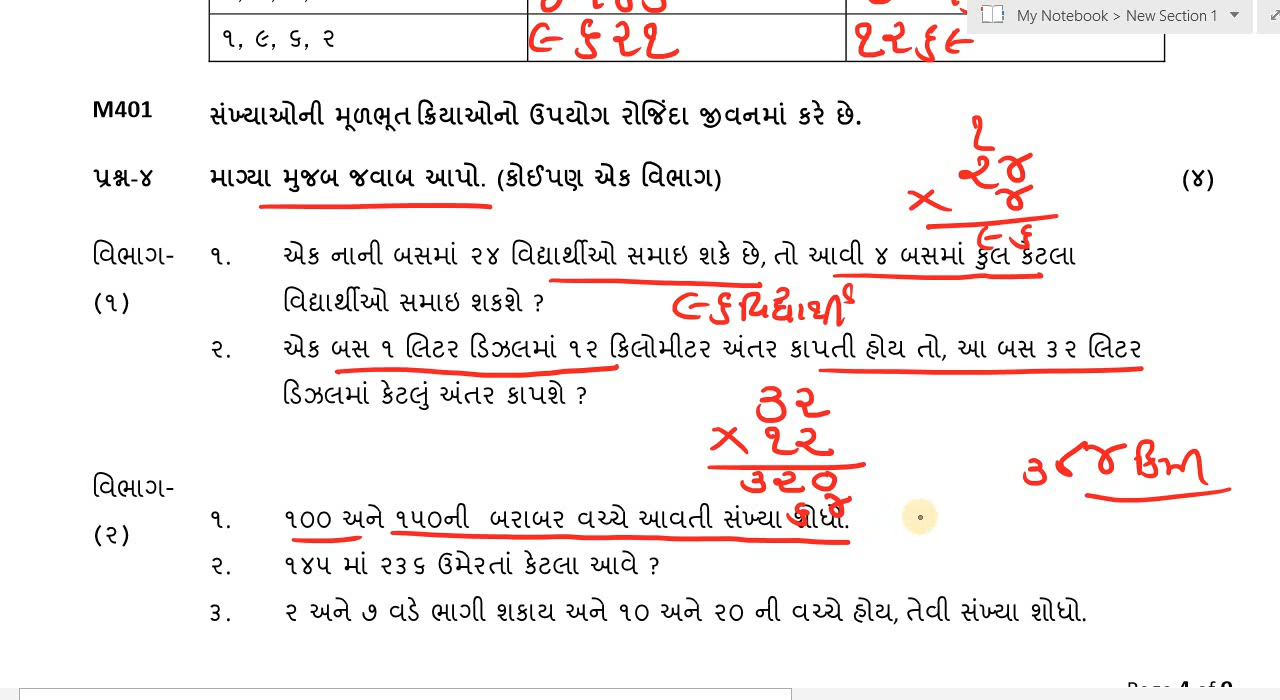 My Notebook > New Section 1
૧, ૯, ૬, ૨ ૯૬૨૧ ૧૨૬૯
M401 સંખ્યાઓની મૂળભૂત ક્રિયાઓનો ઉપયોગ રોજિંદા જીવનમાં કરે છે.
૧
પ્રશ્ન-૪ માગ્યા મુજબ જવાબ આપો. (કોઈપણ એક વિભાગ) (૪)
૨૪
× ૪
૯૬
વિભાગ- ૧. એક નાની બસમાં ૨૪ વિદ્યાર્થીઓ સમાઇ શકે છે, તો આવી ૪ બસમાં કુલ કેટલા
(૧) વિદ્યાર્થીઓ સમાઇ શકશે ?
૯૬ વિદ્યાર્થી
૨. એક બસ ૧ લિટર ડિઝલમાં ૧૨ કિલોમીટર અંતર કાપતી હોય તો, આ બસ ૩૨ લિટર
ડિઝલમાં કેટલું અંતર કાપશે ?
૩૨
× ૧૨
૩૨૦
૬૪
૩૮૪ કિમી
વિભાગ-
(૨) ૧. ૧૦૦ અને ૧૫૦ની બરાબર વચ્ચે આવતી સંખ્યા શોધો.
૨. ૧૪૫ માં ૨૩૬ ઉમેરતાં કેટલા આવે ?
૩. ૨ અને ૭ વડે ભાગી શકાય અને ૧૦ અને ૨૦ ની વચ્ચે હોય, તેવી સંખ્યા શોધો.